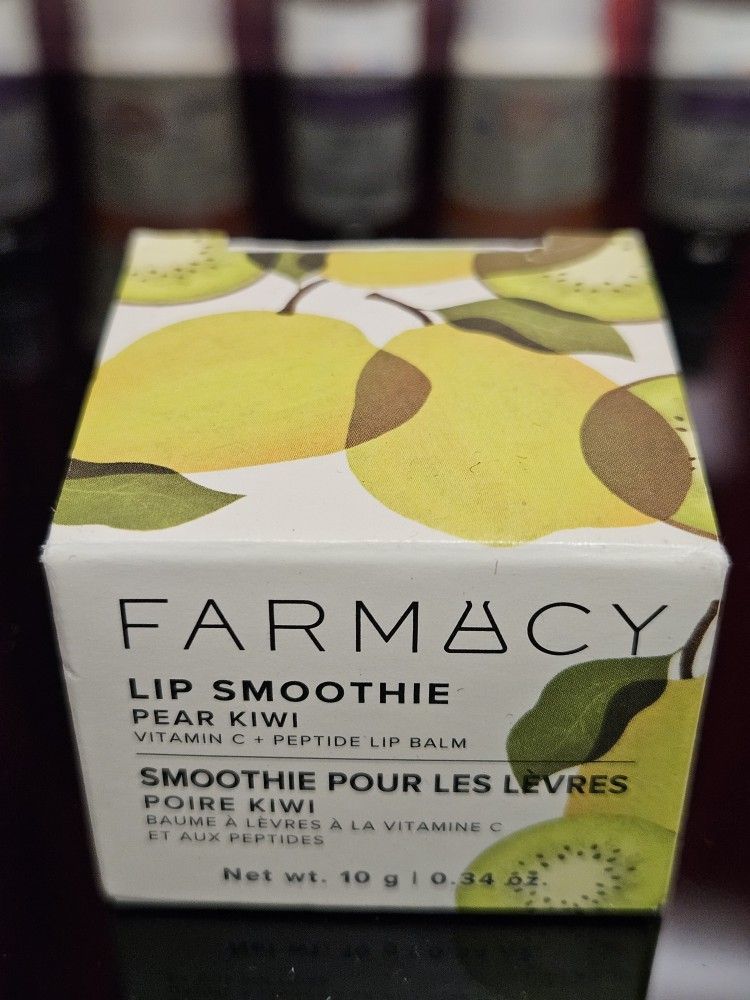 FARMACY
LIP SMOOTHIE
PEAR KIWI
VITAMIN C + PEPTIDE LIP BALM
SMOOTHIE POUR LES LÈVRES
POIRE KIWI
BAUME À LÈVRES À LA VITAMINE C
ET AUX PEPTIDES
Net wt. 10 g | 0.34 oz.